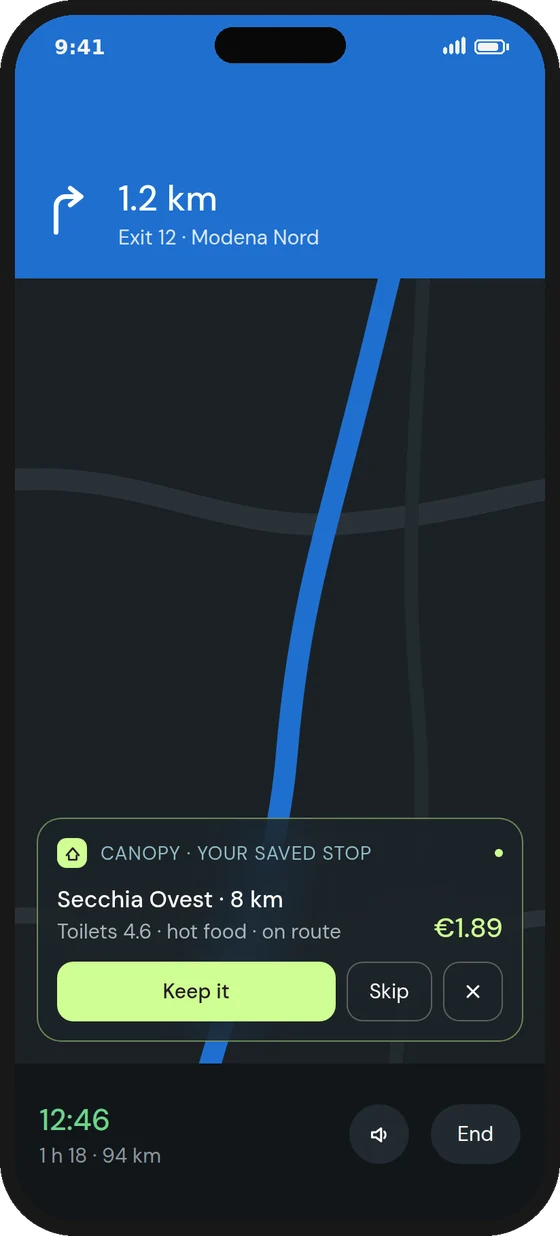 9:41
1.2 km
Exit 12 · Modena Nord
CANOPY · YOUR SAVED STOP
Secchia Ovest · 8 km
Toilets 4.6 · hot food · on route
€1.89
Keep it
Skip
12:46
1 h 18 · 94 km
End